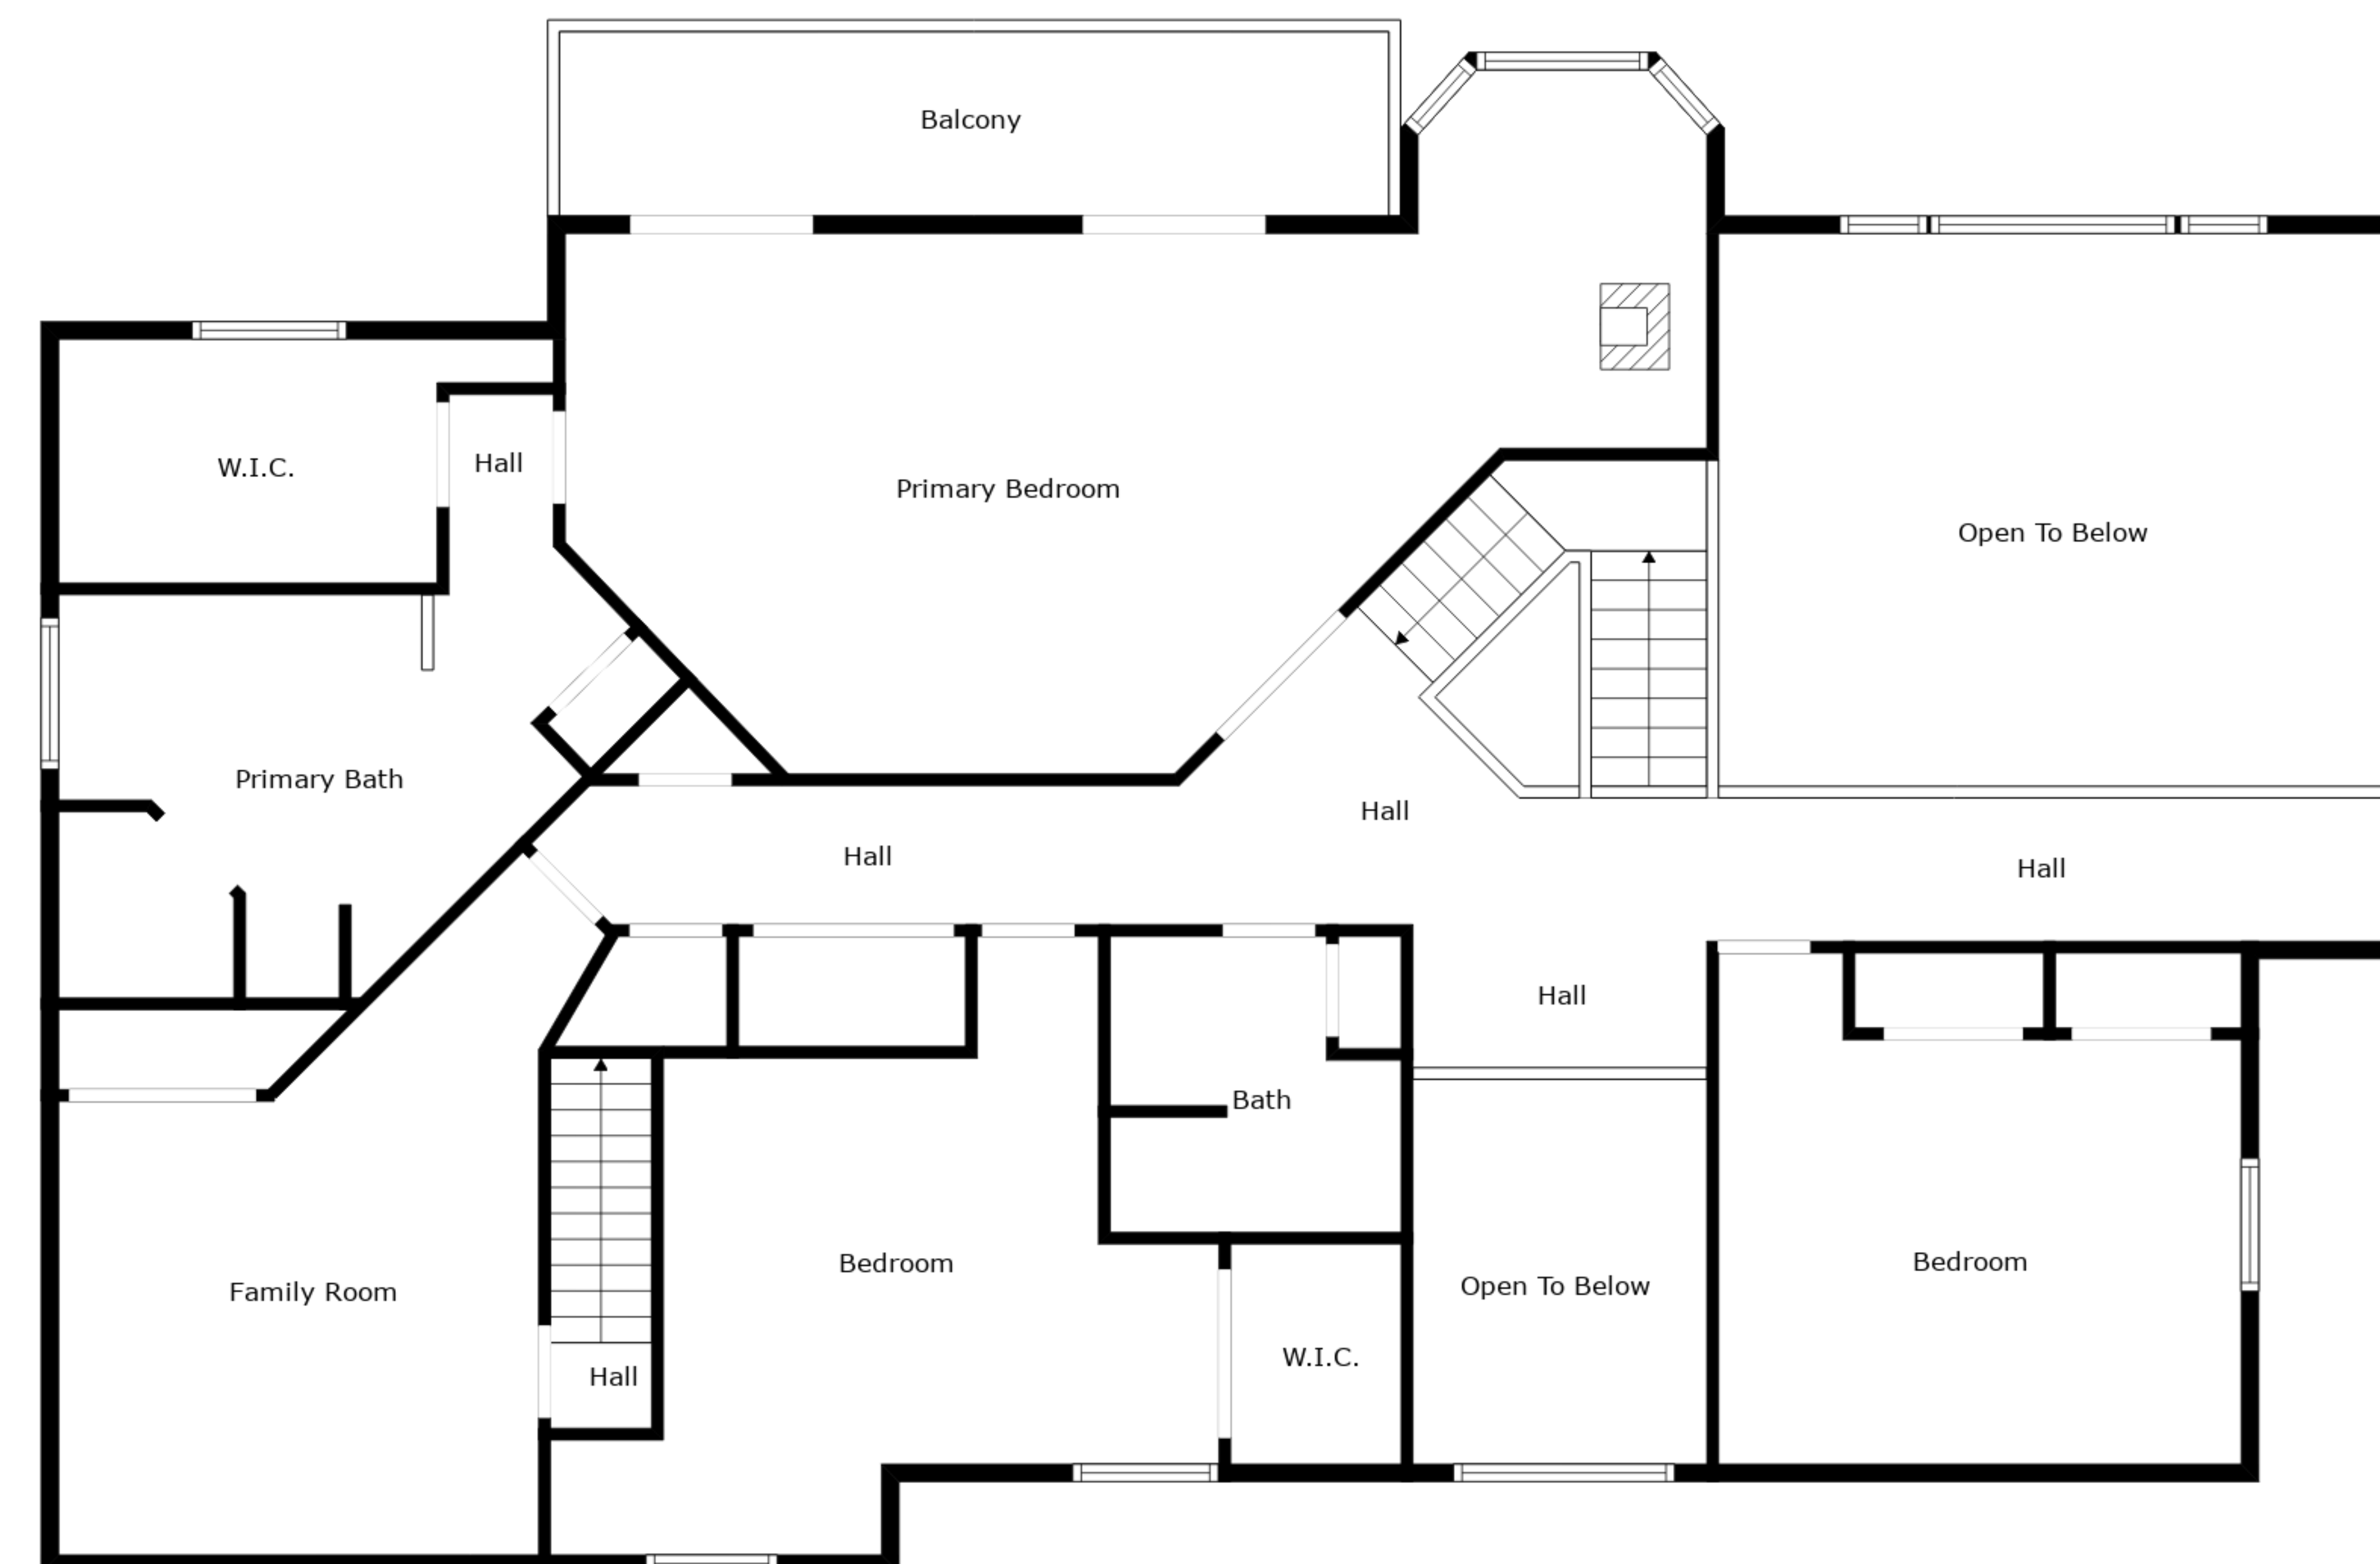 Balcony
W.I.C.
Hall
Primary Bedroom
Open To Below
Primary Bath
Hall
Hall
Hall
Hall
Bath
Family Room
Bedroom
Open To Below
Bedroom
Hall
W.I.C.